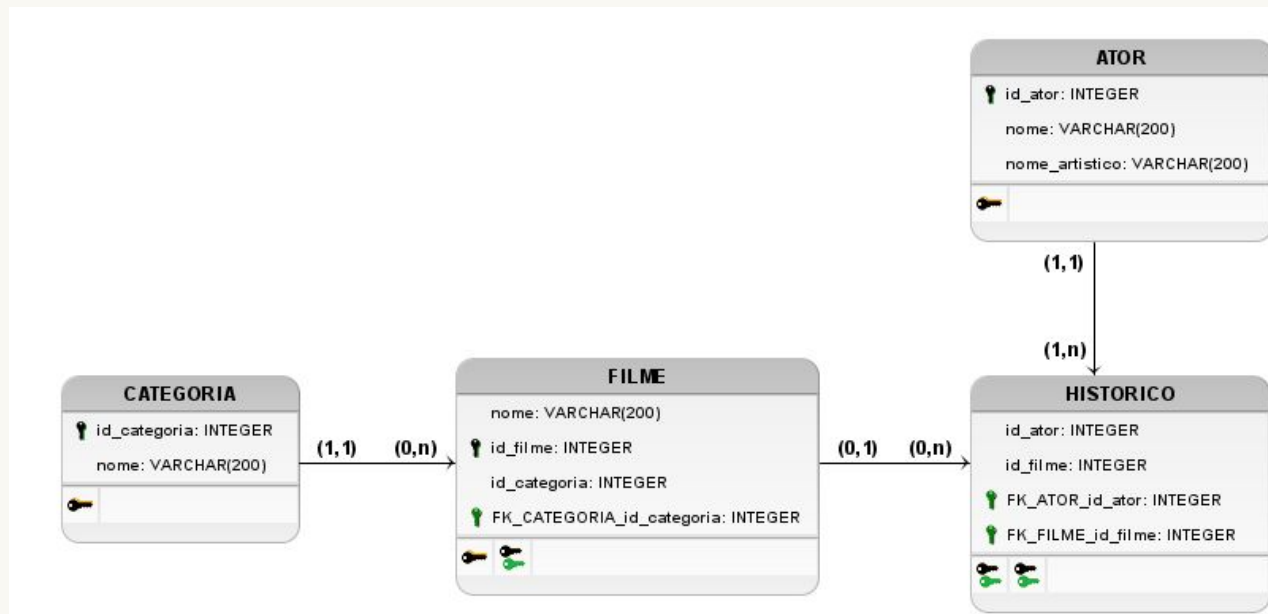 ATOR
id_ator: INTEGER
nome: VARCHAR(200)
nome_artistico: VARCHAR(200)
(1,1)
(1,n)
CATEGORIA
id_categoria: INTEGER
nome: VARCHAR(200)
(1,1) (0,n)
FILME
nome: VARCHAR(200)
id_filme: INTEGER
id_categoria: INTEGER
FK_CATEGORIA_id_categoria: INTEGER
(0,1) (0,n)
HISTORICO
id_ator: INTEGER
id_filme: INTEGER
FK_ATOR_id_ator: INTEGER
FK_FILME_id_filme: INTEGER